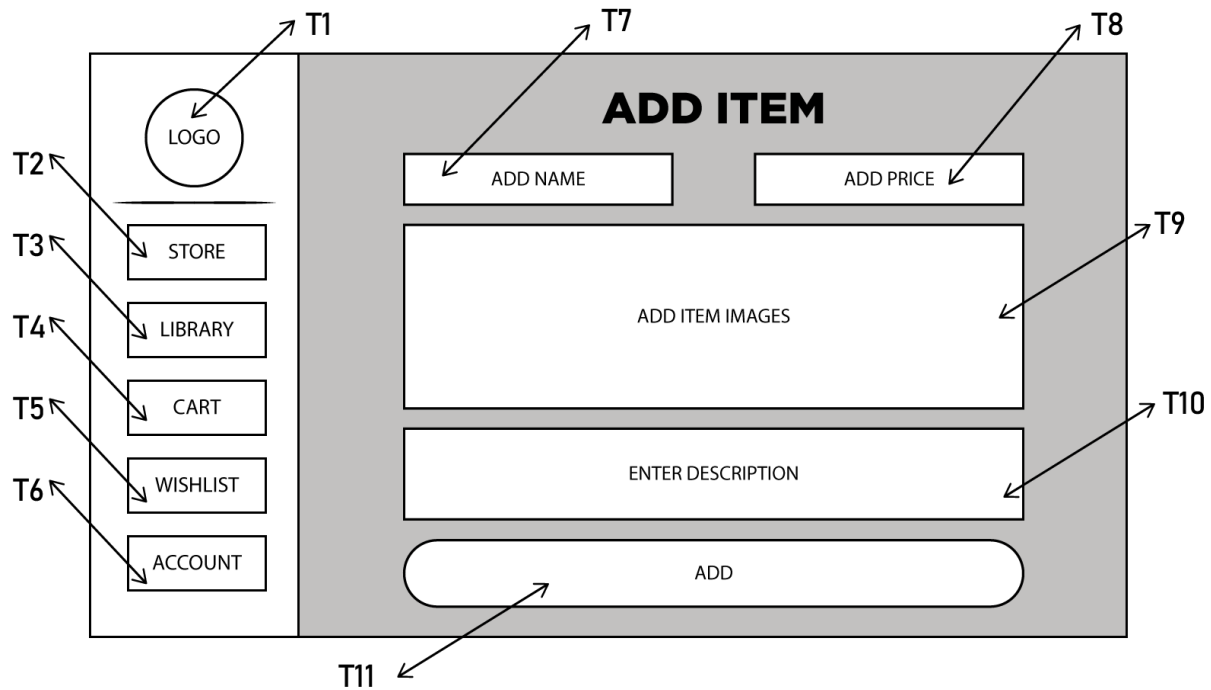 T1
T7
T8
ADD ITEM
LOGO
T2
ADD NAME
ADD PRICE
T3
STORE
T9
T4
LIBRARY
ADD ITEM IMAGES
T5
CART
T10
T6
WISHLIST
ENTER DESCRIPTION
ACCOUNT
ADD
T11